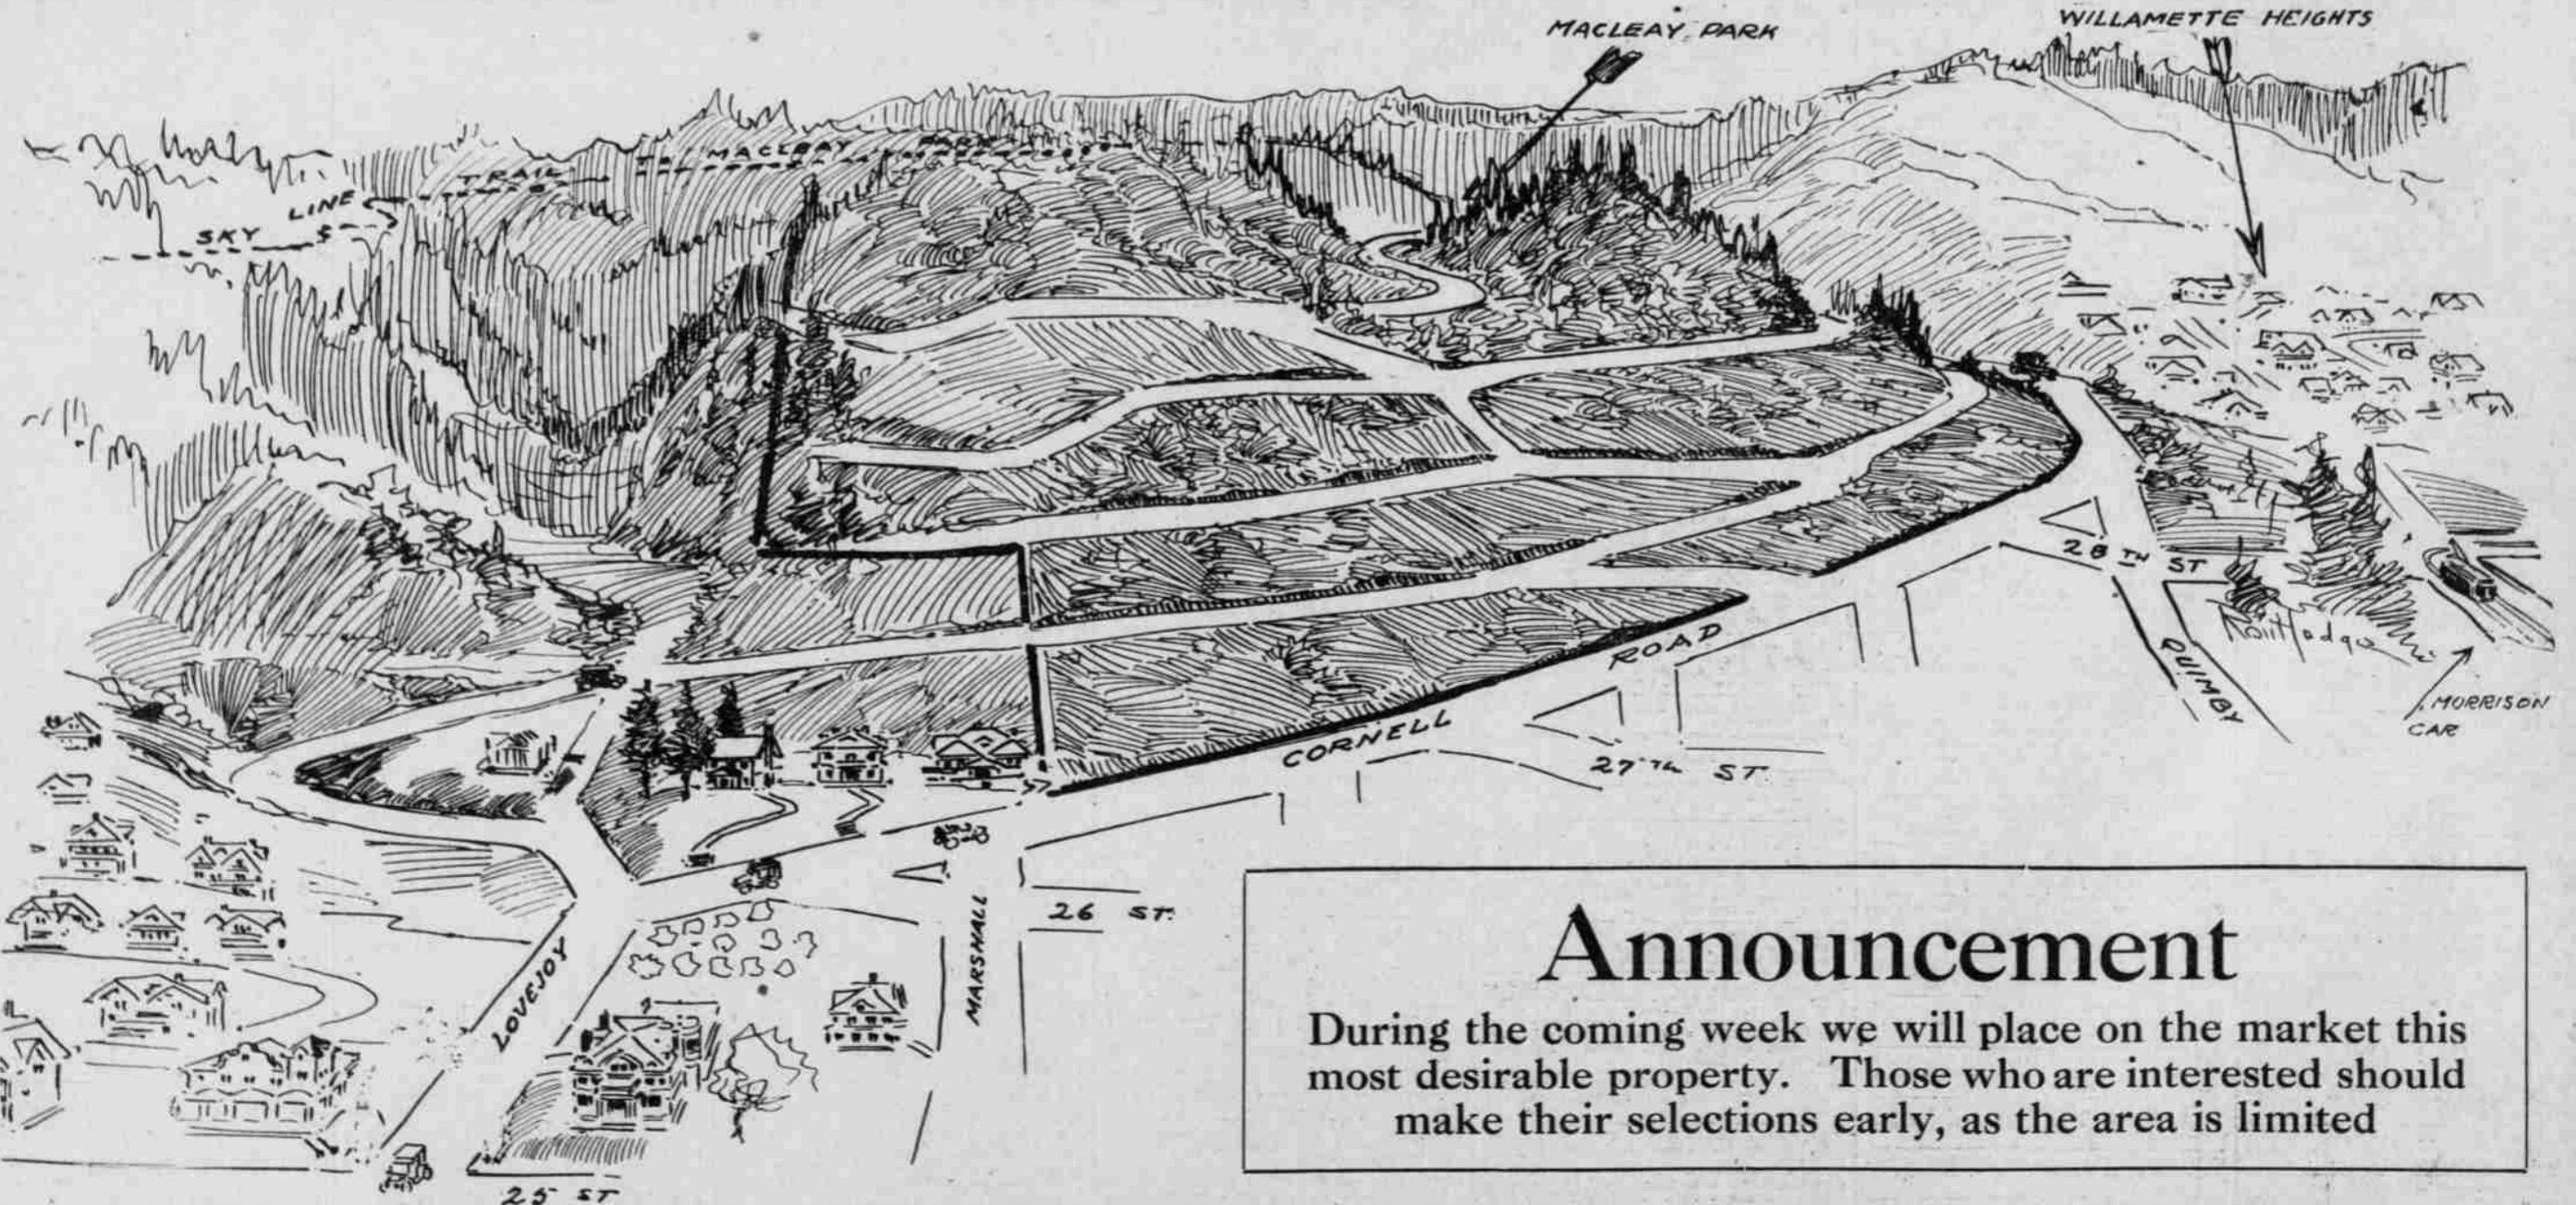 MACLEAY PARK
WILLAMETTE HEIGHTS
SKY LINE TRAIL TO MACLEAY PARK
28TH ST
QUIMBY
MORRISON
CAR
CORNELL ROAD
27TH ST.
26 ST.
MARSHALL
LOVEJOY
25 ST
Announcement
During the coming week we will place on the market this
most desirable property. Those who are interested should
make their selections early, as the area is limited